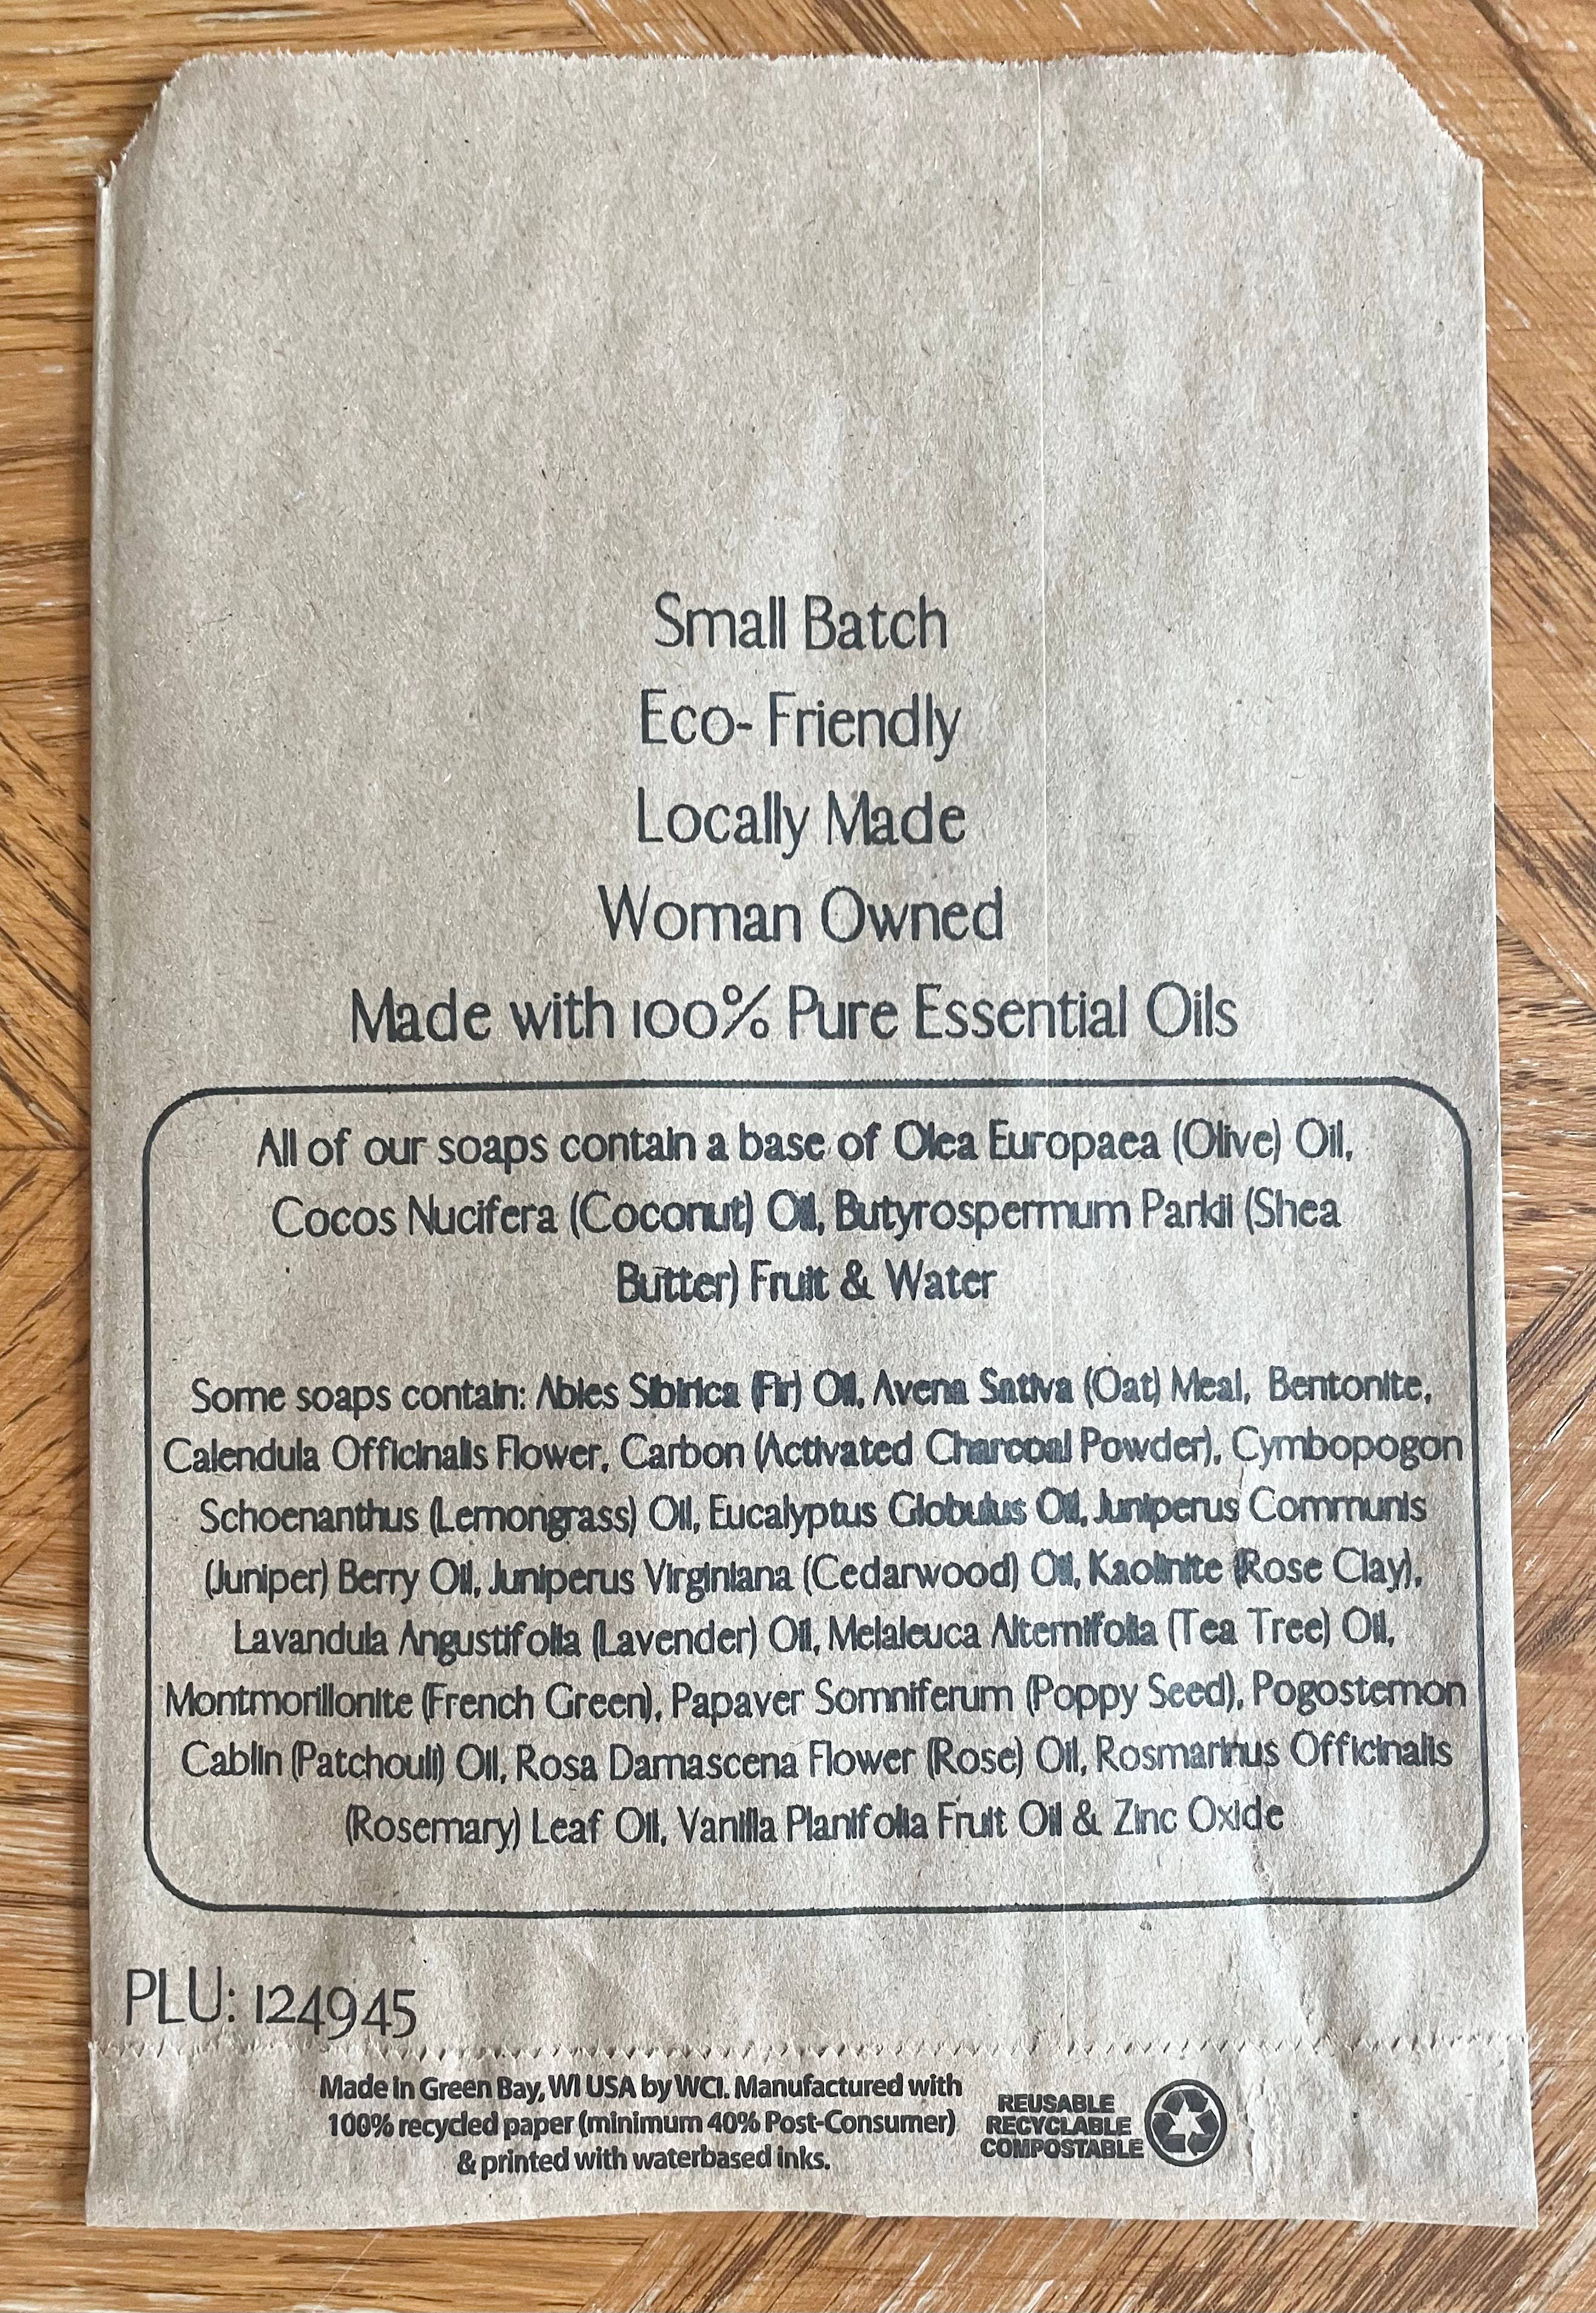 Small Batch
Eco- Friendly
Locally Made
Woman Owned
Made with 100% Pure Essential Oils
All of our soaps contain a base of Olea Europaea (Olive) Oil,
Cocos Nucifera (Coconut) Oil, Butyrospermum Parkii (Shea
Butter) Fruit & Water
Some soaps contain: Abies Sibirica (Fir) Oil, Avena Sativa (Oat) Meal, Bentonite,
Calendula Officinalis Flower, Carbon (Activated Charcoal Powder), Cymbopogon
Schoenanthus (Lemongrass) Oil, Eucalyptus Globulus Oil, Juniperus Communis
(Juniper) Berry Oil, Juniperus Virginiana (Cedarwood) Oil, Kaolinite (Rose Clay),
Lavandula Angustifolia (Lavender) Oil, Melaleuca Alternifolia (Tea Tree) Oil,
Montmorillonite (French Green), Papaver Somniferum (Poppy Seed), Pogostemon
Cablin (Patchouli) Oil, Rosa Damascena Flower (Rose) Oil, Rosmarinus Officinalis
(Rosemary) Leaf Oil, Vanilla Planifolia Fruit Oil & Zinc Oxide
PLU: 124945
Made in Green Bay, WI USA by WCI. Manufactured with
100% recycled paper (minimum 40% Post-Consumer)
& printed with waterbased inks.
REUSABLE
RECYCLABLE
COMPOSTABLE